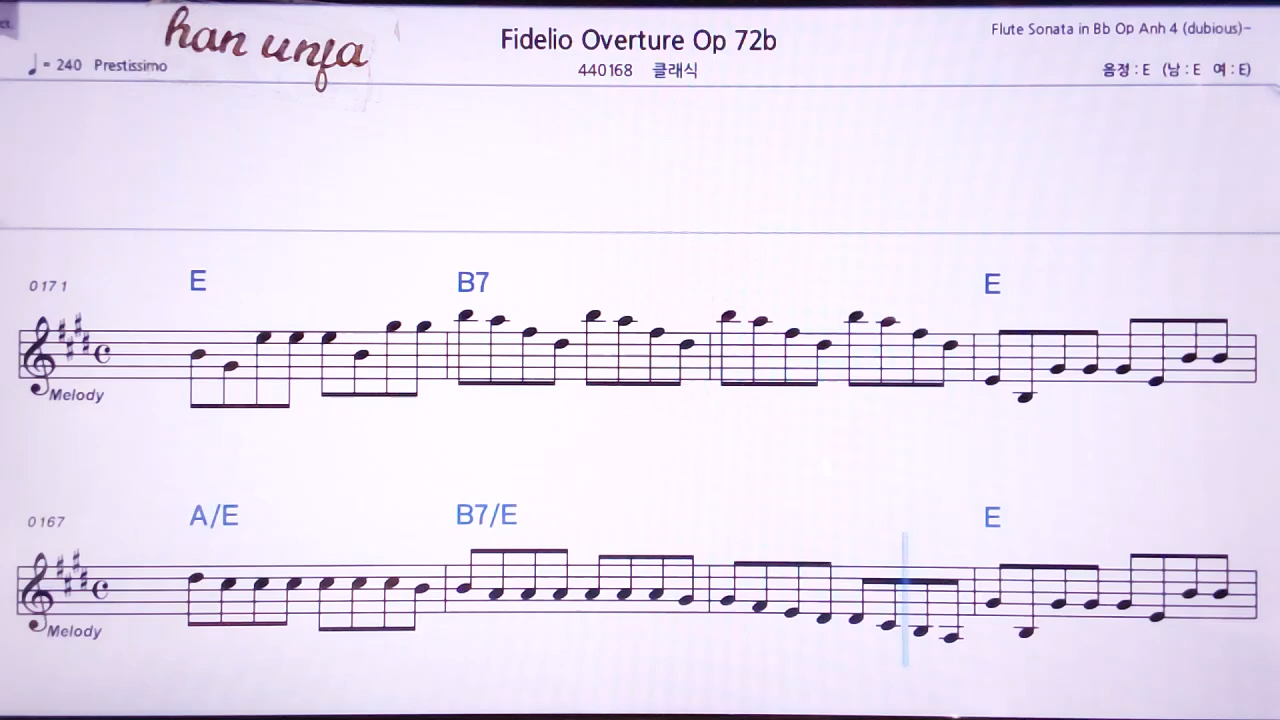 ct.
han unfa
Fidelio Overture Op 72b
Flute Sonata in Bb Op Anh 4 (dubious)~
♩ = 240 Prestissimo
440168 클래식
음정 : E (남 : E 여 : E)
0171
E
B7
E
Melody
0167
A/E
B7/E
E
Melody